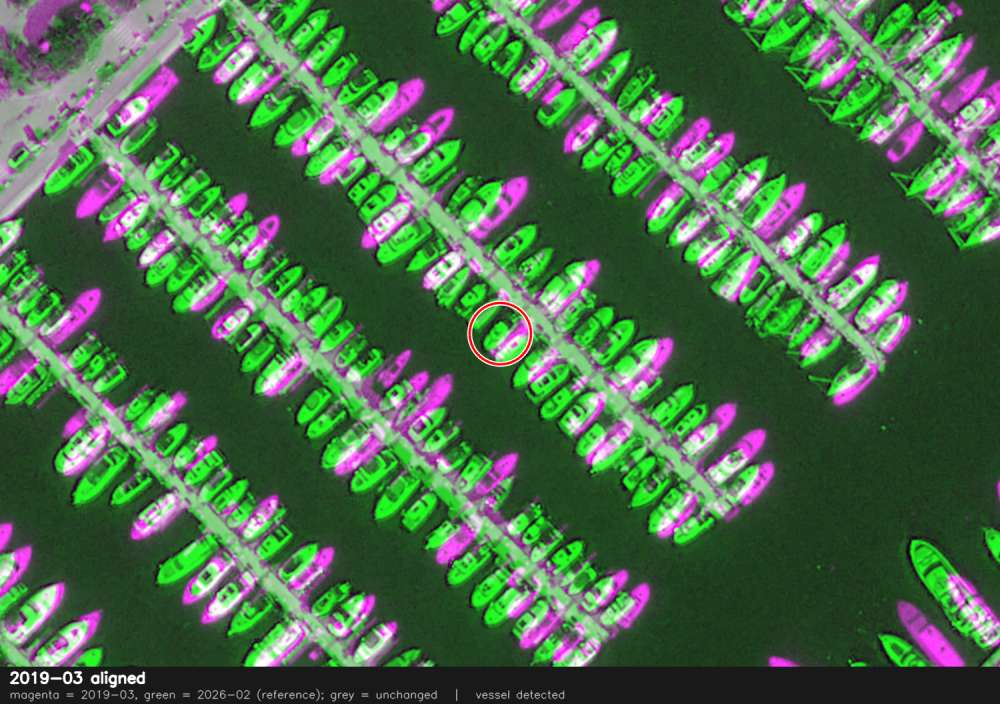 2019-03 aligned
magenta = 2019-03, green = 2026-02 (reference); grey = unchanged | vessel detected